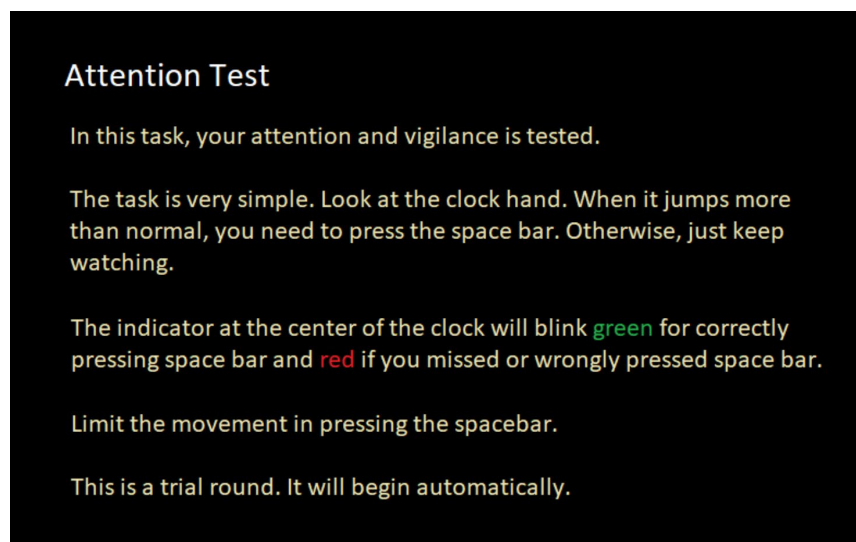 Attention Test
In this task, your attention and vigilance is tested.
The task is very simple. Look at the clock hand. When it jumps more
than normal, you need to press the space bar. Otherwise, just keep
watching.
The indicator at the center of the clock will blink green for correctly
pressing space bar and red if you missed or wrongly pressed space bar.
Limit the movement in pressing the spacebar.
This is a trial round. It will begin automatically.